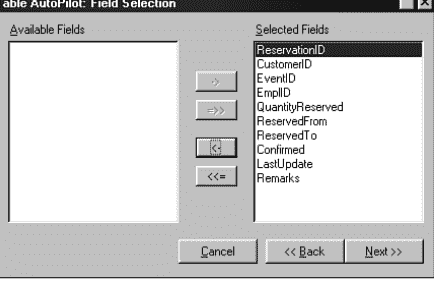 able AutoPilot: Field Selection
Available Fields
Selected Fields
ReservationID
CustomerID
EventID
EmplID
QuantityReserved
ReservedFrom
ReservedTo
Confirmed
LastUpdate
Remarks
->
=>>
<-
<<=
Cancel
<< Back
Next >>